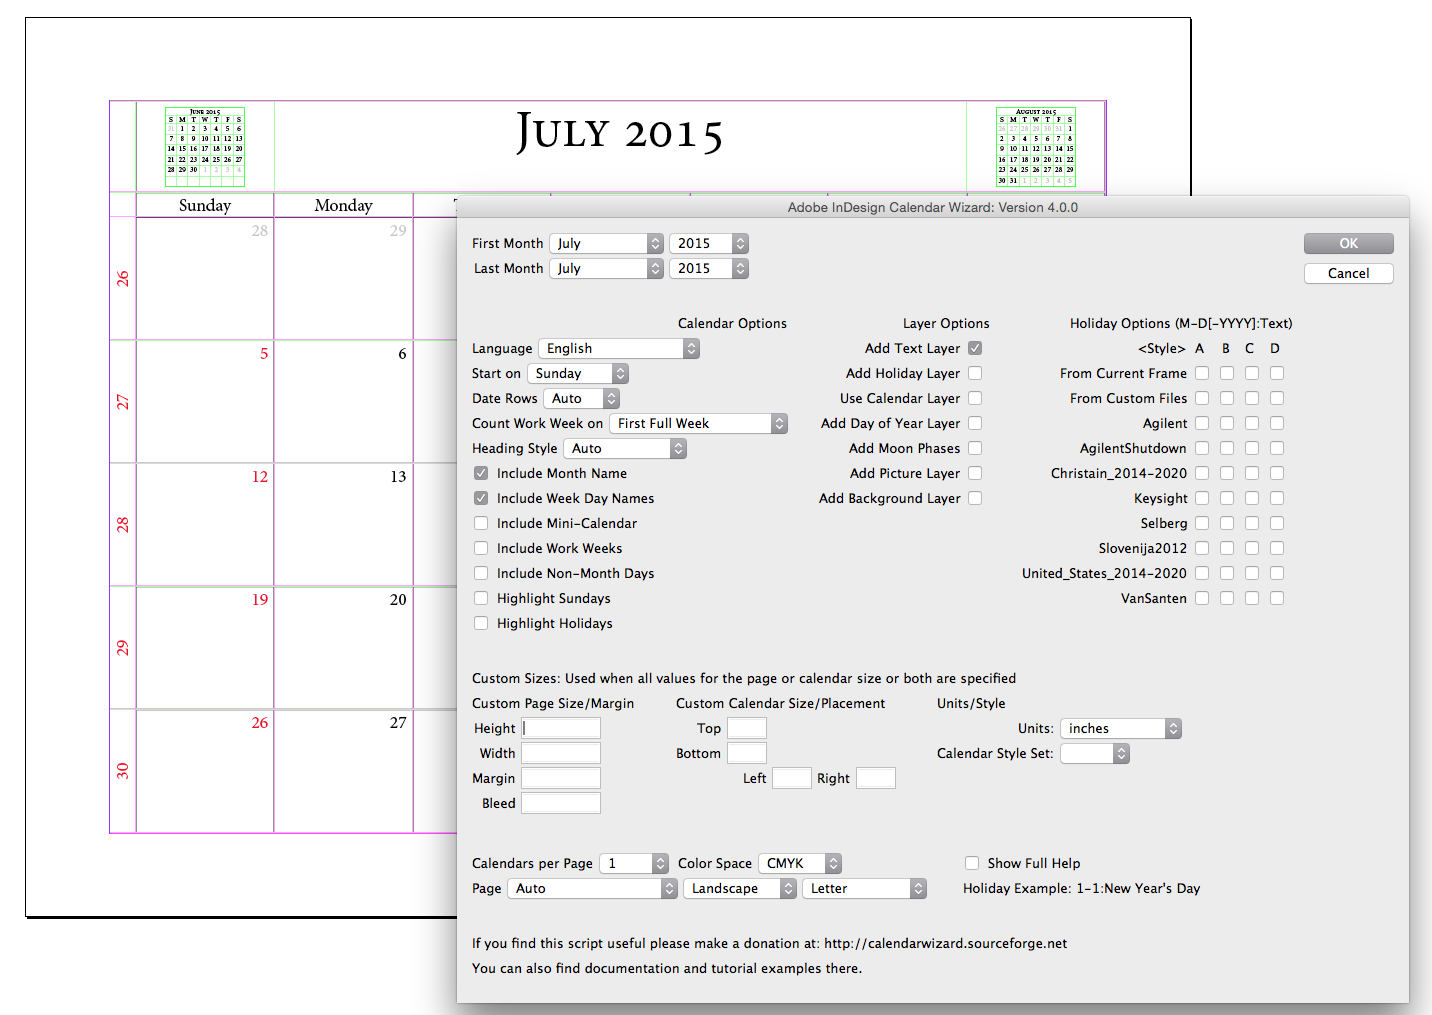 June 2015
S M T W T F S
31 1 2 3 4 5 6
7 8 9 10 11 12 13
14 15 16 17 18 19 20
21 22 23 24 25 26 27
28 29 30 1 2 3 4
July 2015
August 2015
S M T W T F S
26 27 28 29 30 31 1
2 3 4 5 6 7 8
9 10 11 12 13 14 15
16 17 18 19 20 21 22
23 24 25 26 27 28 29
30 31 1 2 3 4 5
Sunday Monday
26 28 29
27 5 6
28 12 13
29 19 20
30 26 27
Adobe InDesign Calendar Wizard: Version 4.0.0
First Month July 2015 OK
Last Month July 2015 Cancel
Calendar Options Layer Options Holiday Options (M-D[-YYYY]:Text)
Language English Add Text Layer <Style> A B C D
Start on Sunday Add Holiday Layer From Current Frame
Date Rows Auto Use Calendar Layer From Custom Files
Count Work Week on First Full Week Add Day of Year Layer Agilent
Heading Style Auto Add Moon Phases AgilentShutdown
Include Month Name Add Picture Layer Christain_2014-2020
Include Week Day Names Add Background Layer Keysight
Include Mini-Calendar Selberg
Include Work Weeks Slovenija2012
Include Non-Month Days United_States_2014-2020
Highlight Sundays VanSanten
Highlight Holidays
Custom Sizes: Used when all values for the page or calendar size or both are specified
Custom Page Size/Margin Custom Calendar Size/Placement Units/Style
Height Top Units: inches
Width Bottom Calendar Style Set:
Margin Left Right
Bleed
Calendars per Page 1 Color Space CMYK Show Full Help
Page Auto Landscape Letter Holiday Example: 1-1:New Year's Day
If you find this script useful please make a donation at: http://calendarwizard.sourceforge.net
You can also find documentation and tutorial examples there.